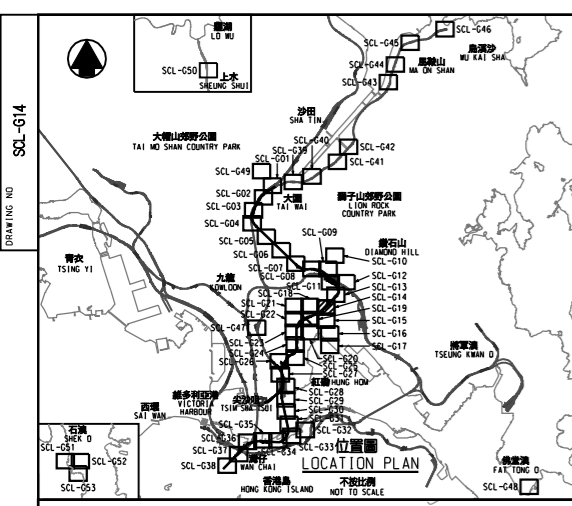 DRAWING NO
SCL-G14
羅湖
LO WU
SCL-G50
上水
SHEUNG SHUI
SCL-G46
SCL-G45
烏溪沙
WU KAI SHA
SCL-G44
馬鞍山
MA ON SHAN
SCL-G43
沙田
SHA TIN
大帽山郊野公園
TAI MO SHAN COUNTRY PARK
SCL-G40
SCL-G39
SCL-G42
SCL-G41
SCL-G49
SCL-G01
SCL-G02
大圍
TAI WAI
獅子山郊野公園
LION ROCK
COUNTRY PARK
SCL-G03
SCL-G04
SCL-G05
SCL-G06
SCL-G07
SCL-G08
SCL-G09
鑽石山
DIAMOND HILL
SCL-G10
SCL-G11
SCL-G12
SCL-G13
SCL-G14
SCL-G19
SCL-G15
SCL-G16
SCL-G17
青衣
TSING YI
九龍
KOWLOON
SCL-G18
SCL-G21
SCL-G22
SCL-G47
SCL-G23
SCL-G24
SCL-G26
SCL-G20
SCL-G25
SCL-G27
紅磡
HUNG HOM
SCL-G28
SCL-G29
SCL-G30
SCL-G32
SCL-G33
SCL-G34
SCL-G35
SCL-G36
SCL-G37
SCL-G38
將軍澳
TSEUNG KWAN O
西環
SAI WAN
維多利亞港
VICTORIA
HARBOUR
尖沙咀
TSIM SHA TSUI
灣仔
WAN CHAI
香港島
HONG KONG ISLAND
石澳
SHEK O
SCL-G51
SCL-G52
SCL-G53
位置圖
LOCATION PLAN
不按比例
NOT TO SCALE
佛堂澳
FAT TONG O
SCL-G48